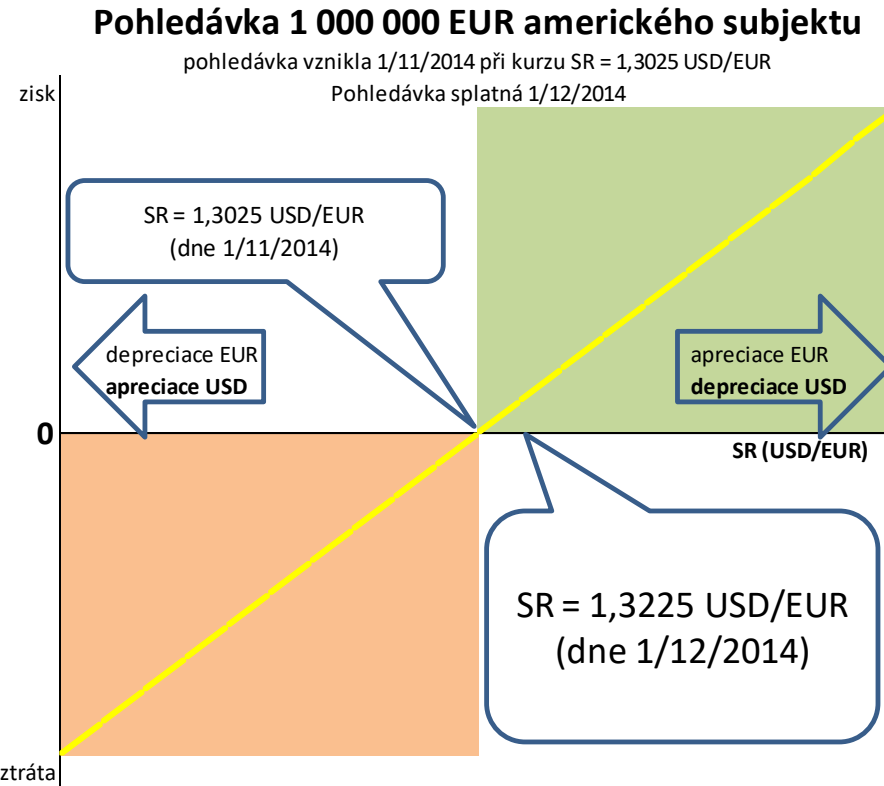 Pohledávka 1 000 000 EUR amerického subjektu
pohledávka vznikla 1/11/2014 při kurzu SR = 1,3025 USD/EUR
Pohledávka splatná 1/12/2014
zisk
SR = 1,3025 USD/EUR
(dne 1/11/2014)
depreciace EUR
apreciace USD
apreciace EUR
depreciace USD
0
SR (USD/EUR)
SR = 1,3225 USD/EUR
(dne 1/12/2014)
ztráta